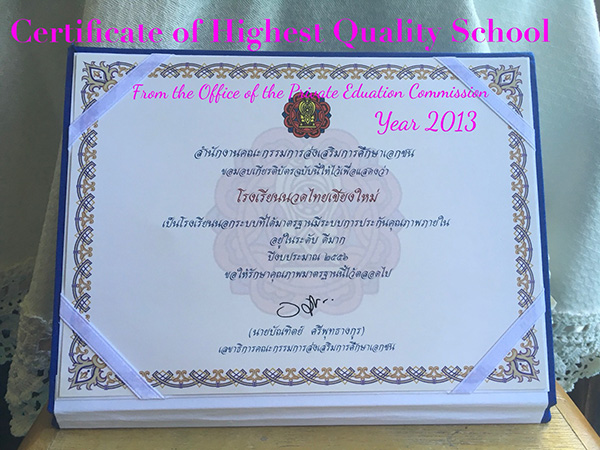 Certificate of Highest Quality School
From the Office of the Private Eduation Commission
Year 2013
สำนักงานคณะกรรมการส่งเสริมการศึกษาเอกชน
ขอมอบเกียรติบัตรฉบับนี้ให้ไว้เพื่อแสดงว่า
โรงเรียนนวดไทยเชียงใหม่
เป็นโรงเรียนนอกระบบที่ได้มาตรฐานมีระบบการประกันคุณภาพภายใน
อยู่ในระดับ ดีมาก
ปีงบประมาณ ๒๕๕๖
ขอให้รักษาคุณภาพมาตรฐานนี้ไว้ตลอดไป
(นายบัณฑิตย์ ศรีพุทธางกูร)
เลขาธิการคณะกรรมการส่งเสริมการศึกษาเอกชน